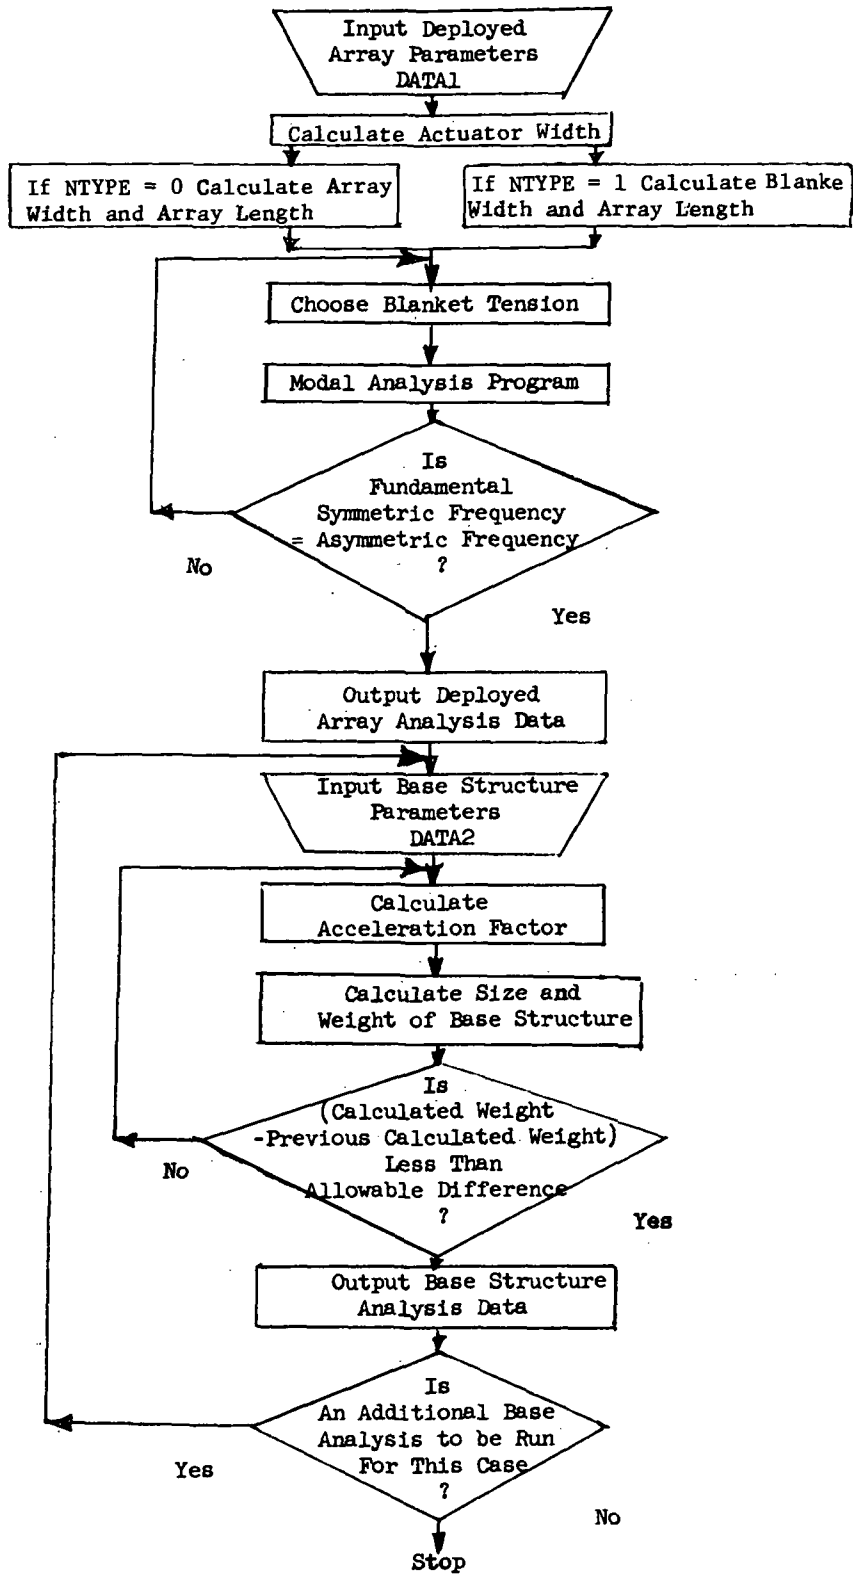 Input Deployed
Array Parameters
DATA1
Calculate Actuator Width
If NTYPE = 0 Calculate Array
Width and Array Length
If NTYPE = 1 Calculate Blanke
Width and Array Length
Choose Blanket Tension
Modal Analysis Program
Is
Fundamental
Symmetric Frequency
= Asymmetric Frequency
?
No
Yes
Output Deployed
Array Analysis Data
Input Base Structure
Parameters
DATA2
Calculate
Acceleration Factor
Calculate Size and
Weight of Base Structure
Is
(Calculated Weight
-Previous Calculated Weight)
Less Than
Allowable Difference
?
No
Yes
Output Base Structure
Analysis Data
Is
An Additional Base
Analysis to be Run
For This Case
?
Yes
No
Stop